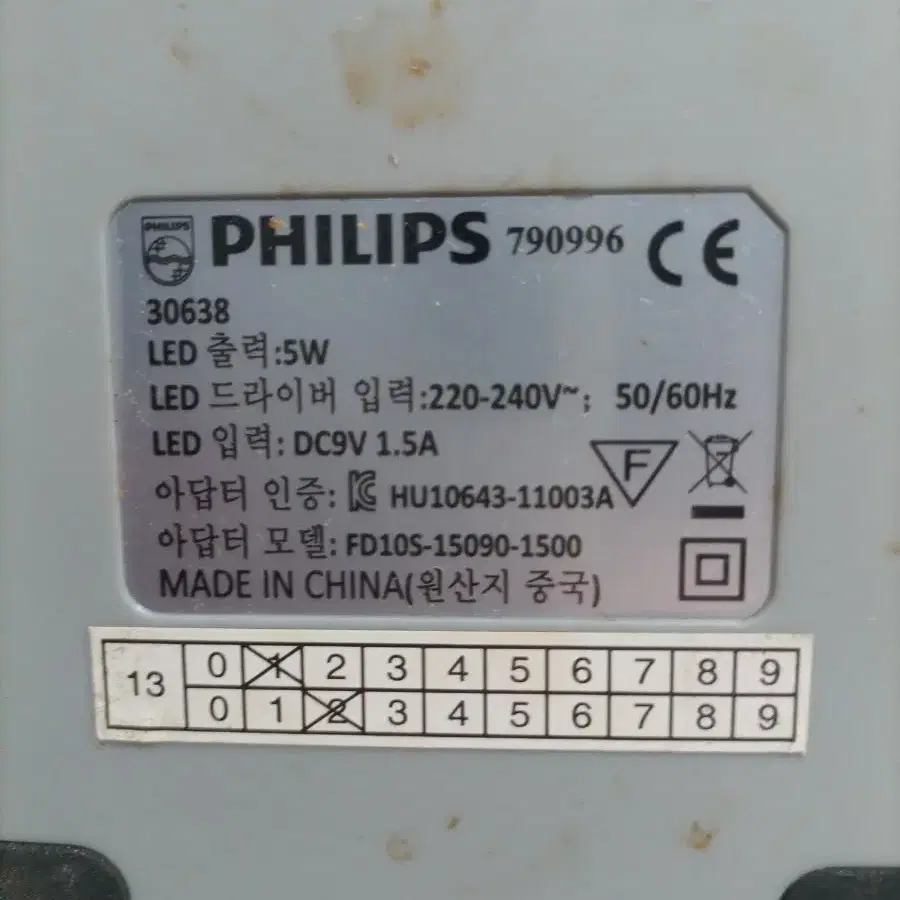 PHILIPS
PHILIPS 790996 CE
30638
LED 출력:5W
LED 드라이버 입력:220-240V~; 50/60Hz
LED 입력: DC9V 1.5A
F
아답터 인증: KC HU10643-11003A
아답터 모델: FD10S-15090-1500
MADE IN CHINA(원산지 중국)
13 0 1 2 3 4 5 6 7 8 9
0 1 2 3 4 5 6 7 8 9